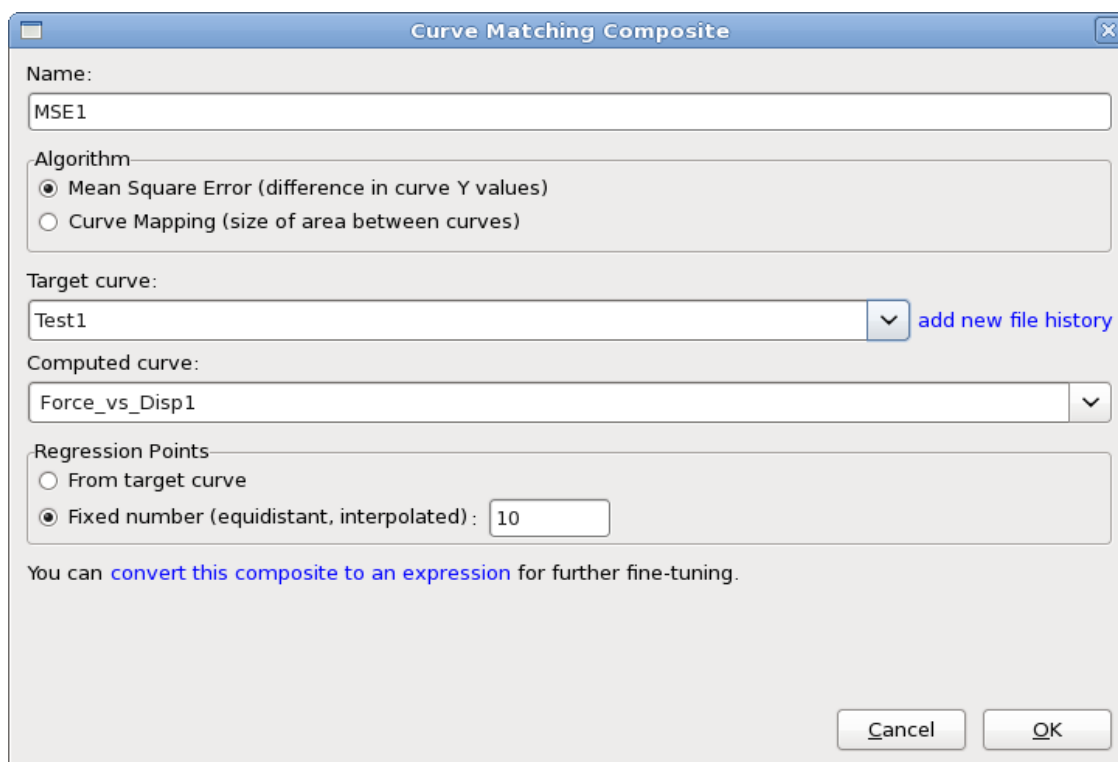 Curve Matching Composite
Name:
MSE1
Algorithm
Mean Square Error (difference in curve Y values)
Curve Mapping (size of area between curves)
Target curve:
Test1 add new file history
Computed curve:
Force_vs_Disp1
Regression Points
From target curve
Fixed number (equidistant, interpolated): 10
You can convert this composite to an expression for further fine-tuning.
Cancel OK